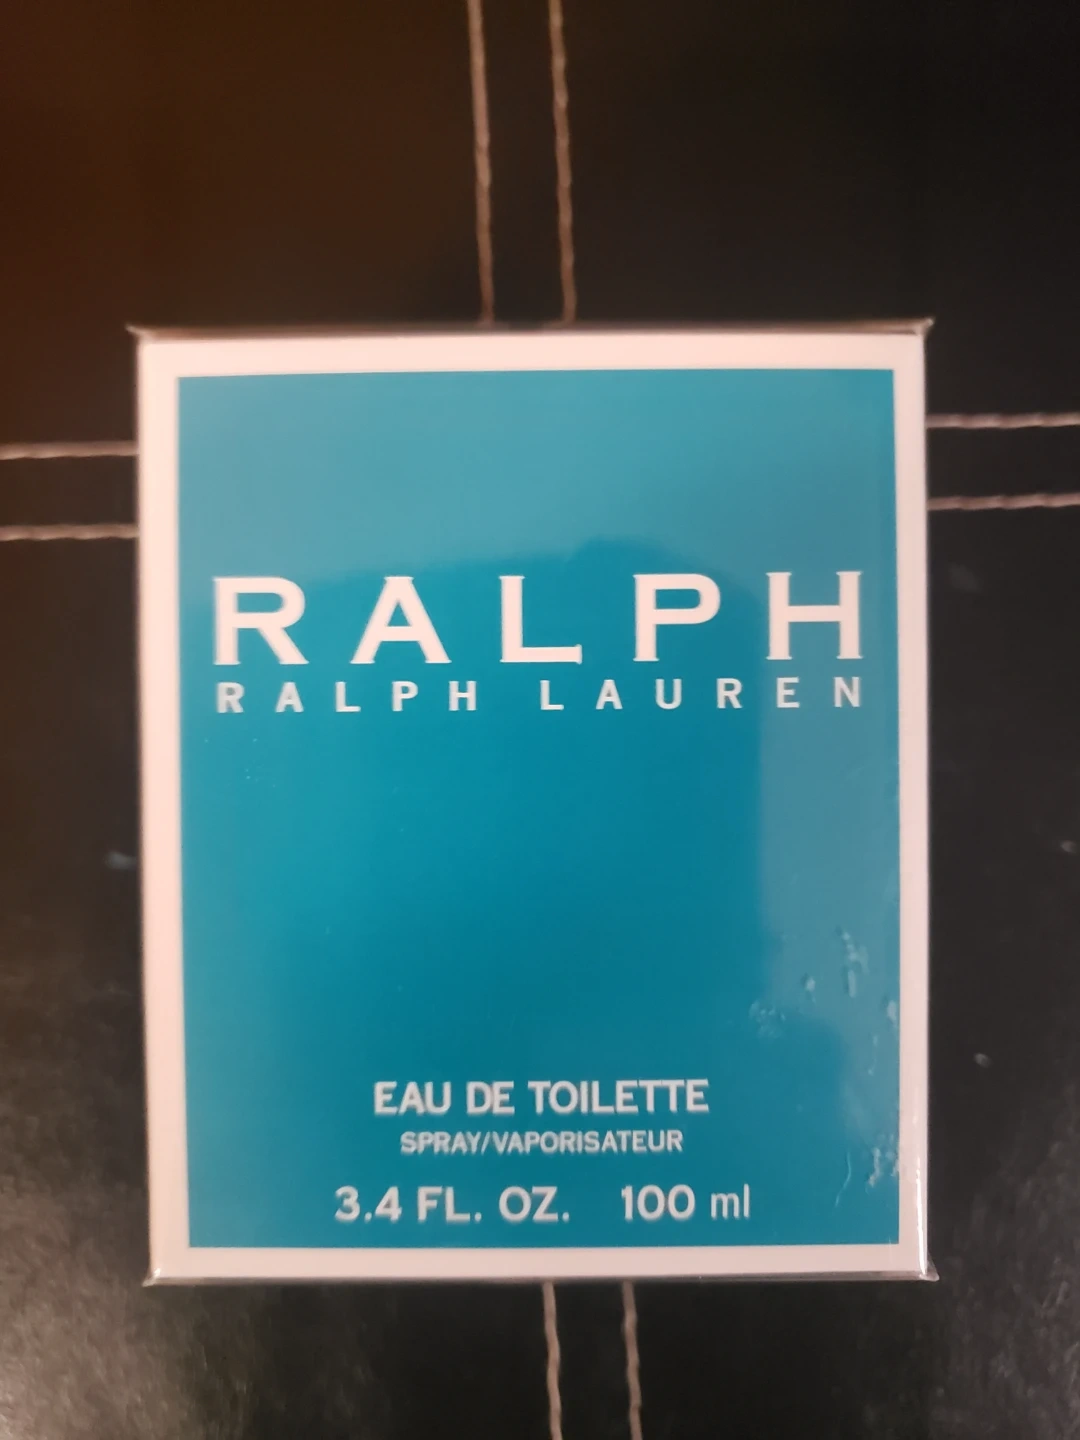 RALPH
RALPH LAUREN
EAU DE TOILETTE
SPRAY/VAPORISATEUR
3.4 FL. OZ. 100 ml